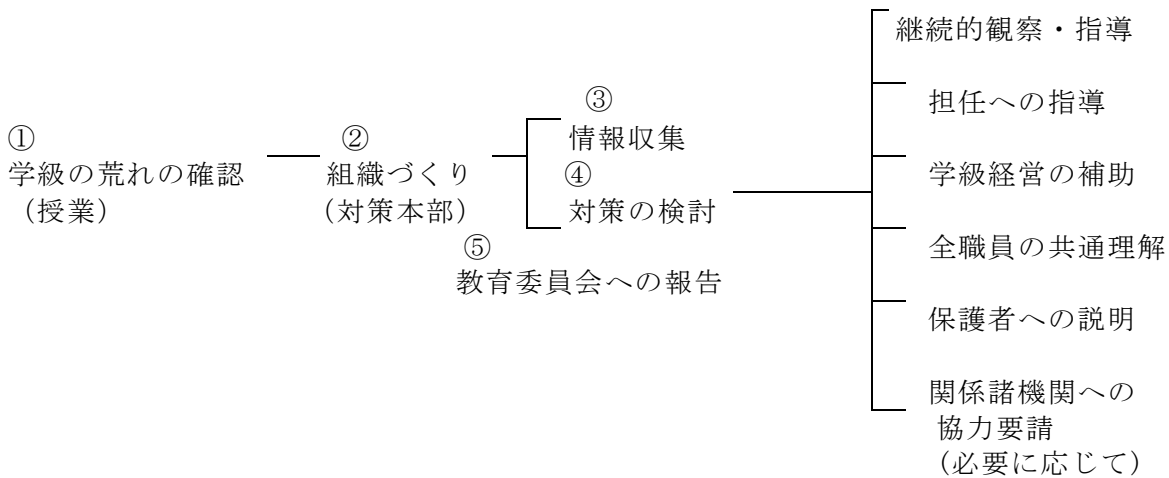 ①
学級の荒れの確認
（授業）
②
組織づくり
（対策本部）
③
情報収集
④
対策の検討
⑤
教育委員会への報告
継続的観察・指導
担任への指導
学級経営の補助
全職員の共通理解
保護者への説明
関係諸機関への
協力要請
（必要に応じて）